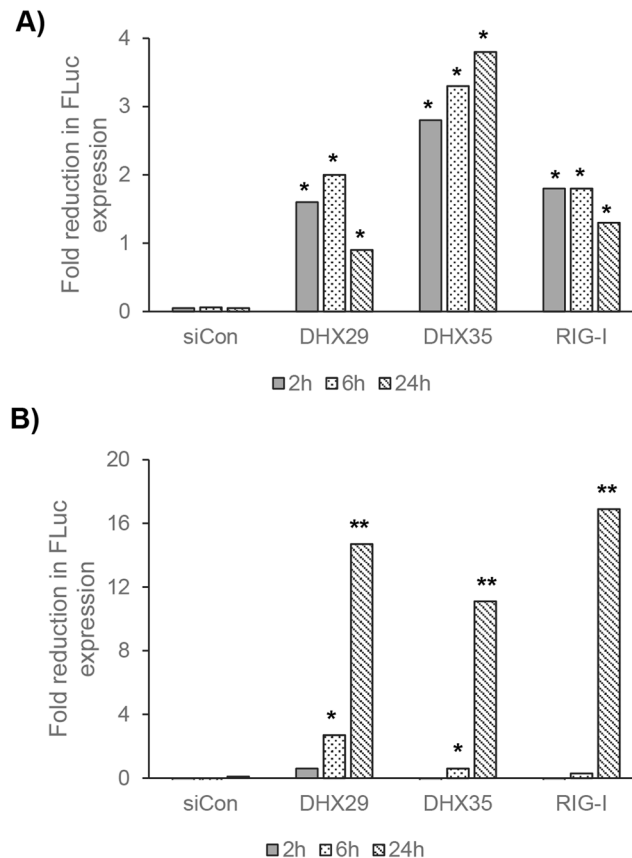 A)
Fold reduction in FLuc
expression
4
3
2
1
0
* * *
* * *
* * *
siCon DHX29 DHX35 RIG-I
2h 6h 24h
B)
Fold reduction in FLuc
expression
20
16
12
8
4
0
* **
* **
**
siCon DHX29 DHX35 RIG-I
2h 6h 24h